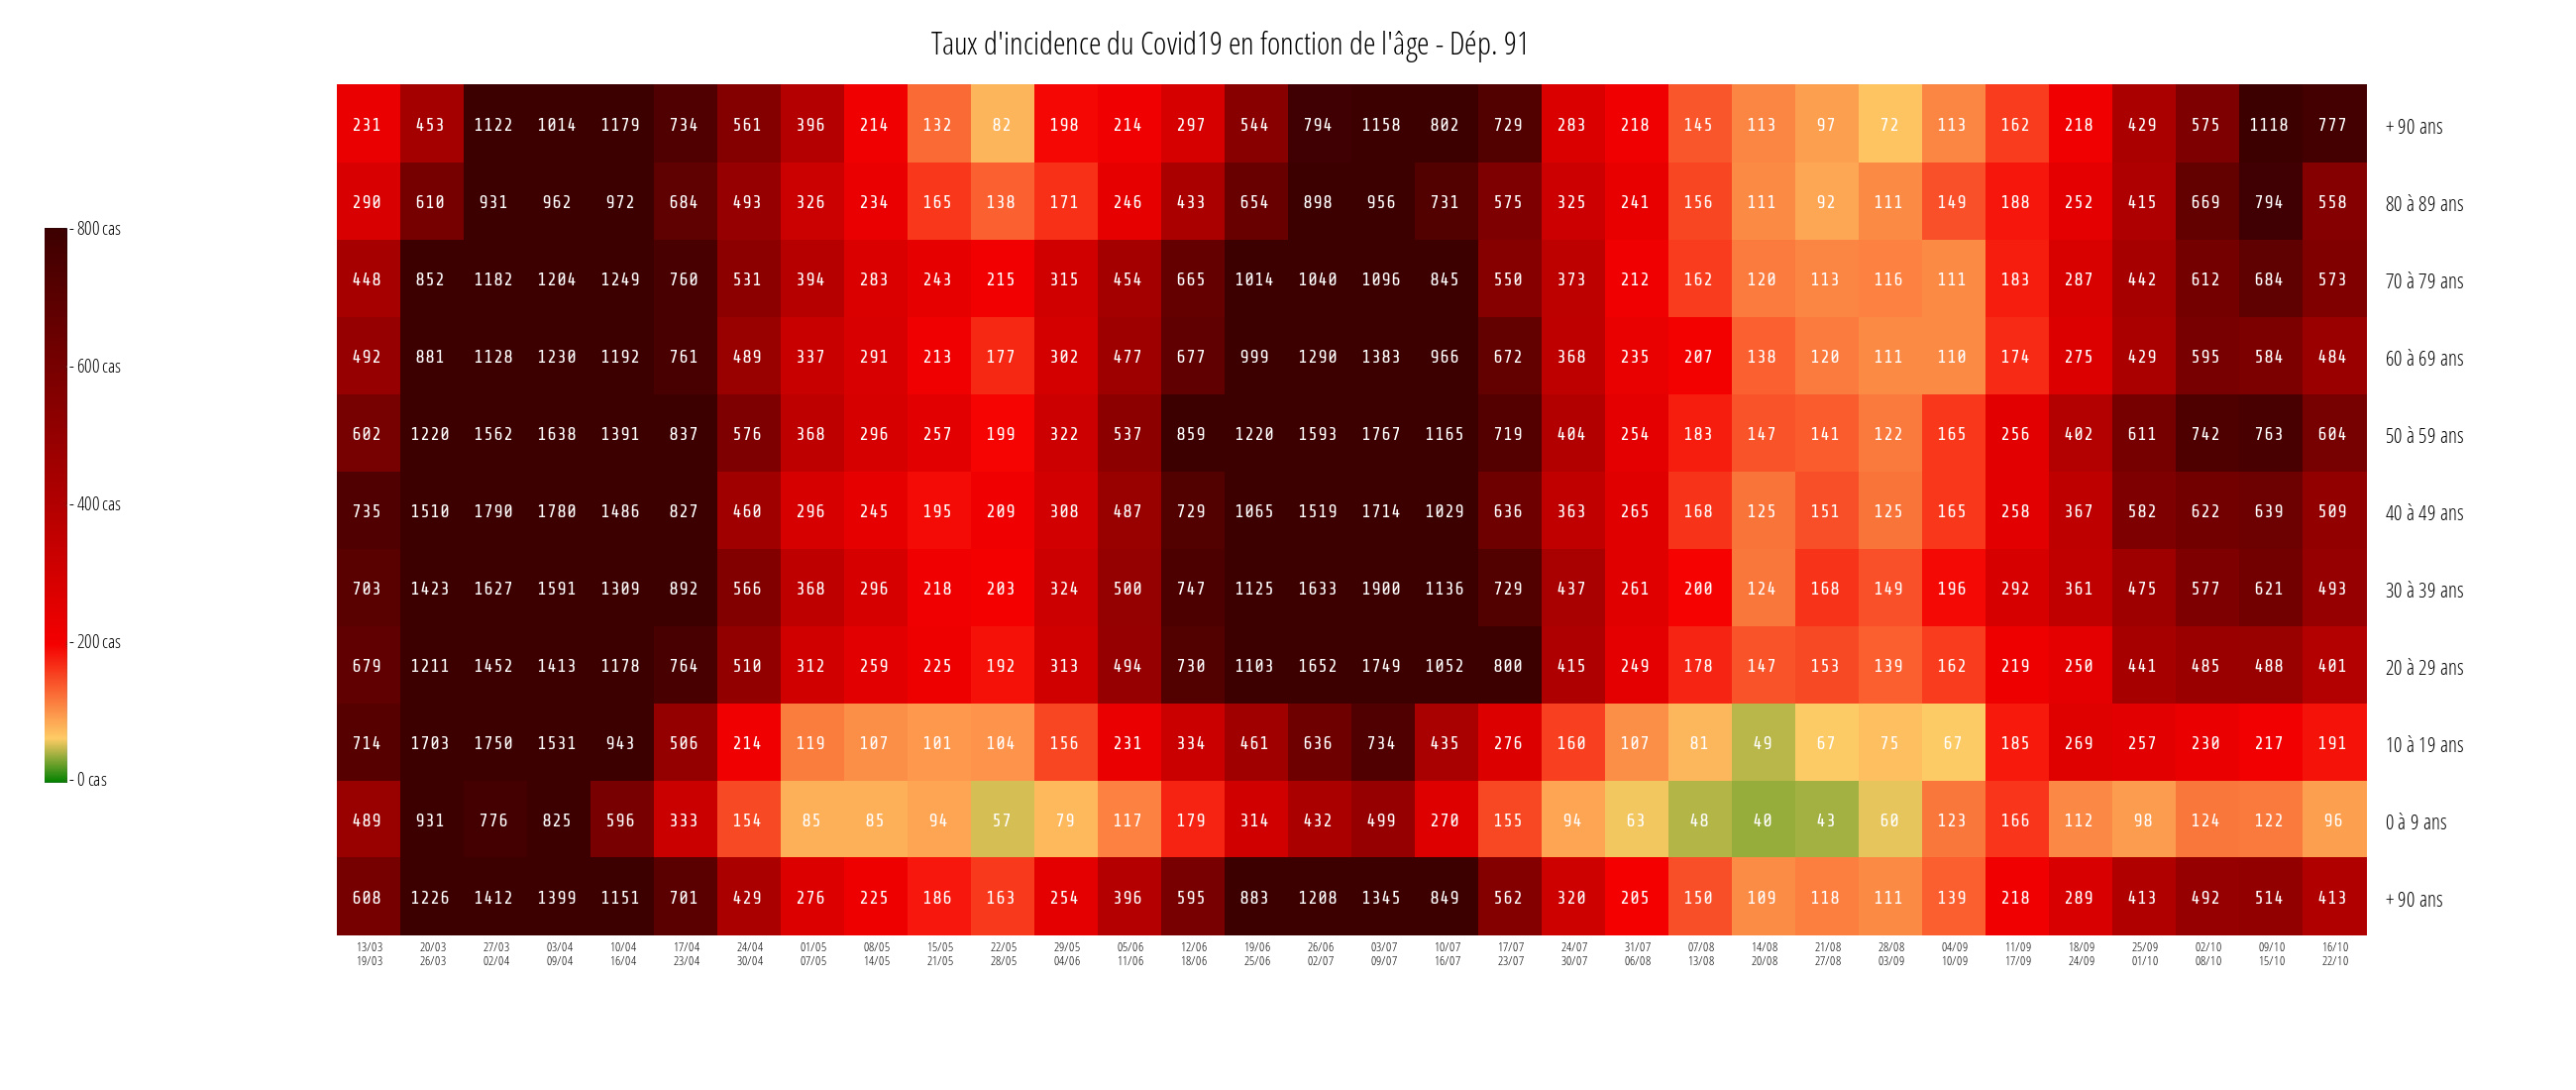 Taux d'incidence du Covid19 en fonction de l'âge - Dép. 91
- 800 cas
- 600 cas
- 400 cas
- 200 cas
- 0 cas
231 453 1122 1014 1179 734 561 396 214 132 82 198 214 297 544 794 1158 802 729 283 218 145 113 97 72 113 162 218 429 575 1118 777 + 90 ans
290 610 931 962 972 684 493 326 234 165 138 171 246 433 654 898 956 731 575 325 241 156 111 92 111 149 188 252 415 669 794 558 80 à 89 ans
448 852 1182 1204 1249 760 531 394 283 243 215 315 454 665 1014 1040 1096 845 550 373 212 162 120 113 116 111 183 287 442 612 684 573 70 à 79 ans
492 881 1128 1230 1192 761 489 337 291 213 177 302 477 677 999 1290 1383 966 672 368 235 207 138 120 111 110 174 275 429 595 584 484 60 à 69 ans
602 1220 1562 1638 1391 837 576 368 296 257 199 322 537 859 1220 1593 1767 1165 719 404 254 183 147 141 122 165 256 402 611 742 763 604 50 à 59 ans
735 1510 1790 1780 1486 827 460 296 245 195 209 308 487 729 1065 1519 1714 1029 636 363 265 168 125 151 125 165 258 367 582 622 639 509 40 à 49 ans
703 1423 1627 1591 1309 892 566 368 296 218 203 324 500 747 1125 1633 1900 1136 729 437 261 200 124 168 149 196 292 361 475 577 621 493 30 à 39 ans
679 1211 1452 1413 1178 764 510 312 259 225 192 313 494 730 1103 1652 1749 1052 800 415 249 178 147 153 139 162 219 250 441 485 488 401 20 à 29 ans
714 1703 1750 1531 943 506 214 119 107 101 104 156 231 334 461 636 734 435 276 160 107 81 49 67 75 67 185 269 257 230 217 191 10 à 19 ans
489 931 776 825 596 333 154 85 85 94 57 79 117 179 314 432 499 270 155 94 63 48 40 43 60 123 166 112 98 124 122 96 0 à 9 ans
608 1226 1412 1399 1151 701 429 276 225 186 163 254 396 595 883 1208 1345 849 562 320 205 150 109 118 111 139 218 289 413 492 514 413 + 90 ans
13/03 20/03 27/03 03/04 10/04 17/04 24/04 01/05 08/05 15/05 22/05 29/05 05/06 12/06 19/06 26/06 03/07 10/07 17/07 24/07 31/07 07/08 14/08 21/08 28/08 04/09 11/09 18/09 25/09 02/10 09/10 16/10
19/03 26/03 02/04 09/04 16/04 23/04 30/04 07/05 14/05 21/05 28/05 04/06 11/06 18/06 25/06 02/07 09/07 16/07 23/07 30/07 06/08 13/08 20/08 27/08 03/09 10/09 17/09 24/09 01/10 08/10 15/10 22/10